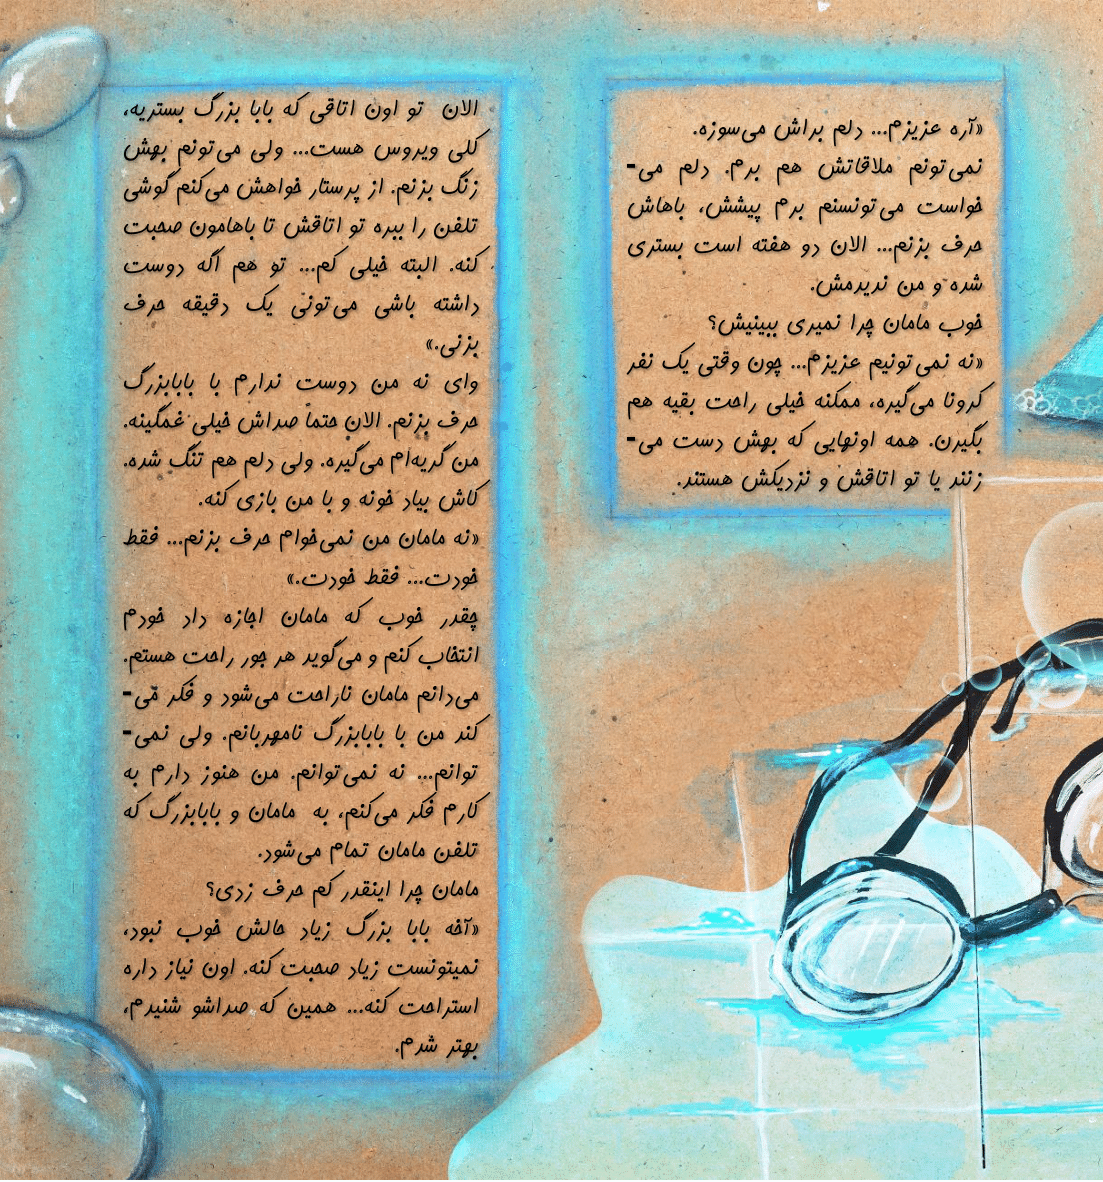 «آره عزیزم... دلم براش می‌سوزه.
نمی‌تونم ملاقاتش هم برم. دلم می-
خواست می‌تونستم برم پیشش، باهاش
حرف بزنم... الان دو هفته است بستری
شده و من ندیدمش.
خوب مامان چرا نمیری ببینیش؟
«نه نمی‌تونیم عزیزم... چون وقتی یک نفر
کرونا می‌گیره، ممکنه خیلی راحت بقیه هم
بگیرن. همه اونهایی که بهش دست می-
زنند یا تو اتاقش و نزدیکش هستند.
الان تو اون اتاقی که بابا بزرگ بستریه،
کلی ویروس هست... ولی می‌تونم بهش
زنگ بزنم. از پرستار خواهش می‌کنم گوشی
تلفن را ببره تو اتاقش تا باهامون صحبت
کنه. البته خیلی کم... تو هم اگه دوست
داشته باشی می‌تونی یک دقیقه حرف
بزنی.»
وای نه من دوست ندارم با بابابزرگ
حرف بزنم. الان حتماً صداش خیلی غمگینه.
من گریه‌ام می‌گیره. ولی دلم هم تنگ شده.
کاش بیاد خونه و با من بازی کنه.
«نه مامان من نمی‌خوام حرف بزنم... فقط
خودت... فقط خودت.»
چقدر خوب که مامان اجازه داد خودم
انتخاب کنم و می‌گوید هر جور راحت هستم.
می‌دانم مامان ناراحت می‌شود و فکر می-
کند من با بابابزرگ نامهربانم. ولی نمی-
توانم... نه نمی‌توانم. من هنوز دارم به
کارم فکر می‌کنم، به مامان و بابابزرگ که
تلفن مامان تمام می‌شود.
مامان چرا اینقدر کم حرف زدی؟
«آخه بابا بزرگ زیاد حالش خوب نبود،
نمیتونست زیاد صحبت کنه. اون نیاز داره
استراحت کنه... همین که صداشو شنیدم،
بهتر شدم.